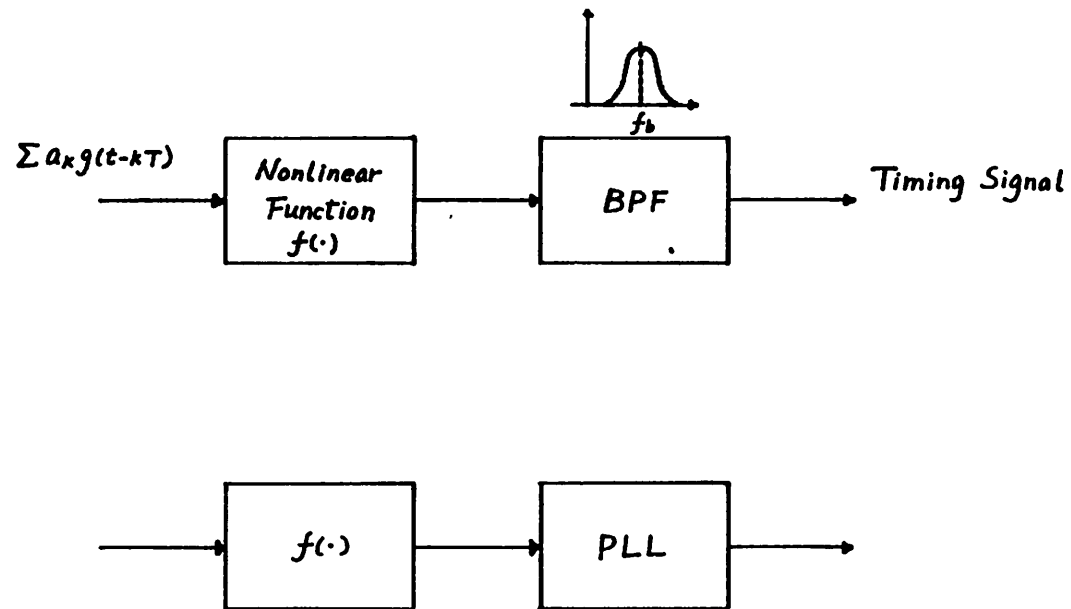 f_b
Σ a_K g(t-kT)
Nonlinear
Function
f(·)
BPF
Timing Signal
f(·)
PLL